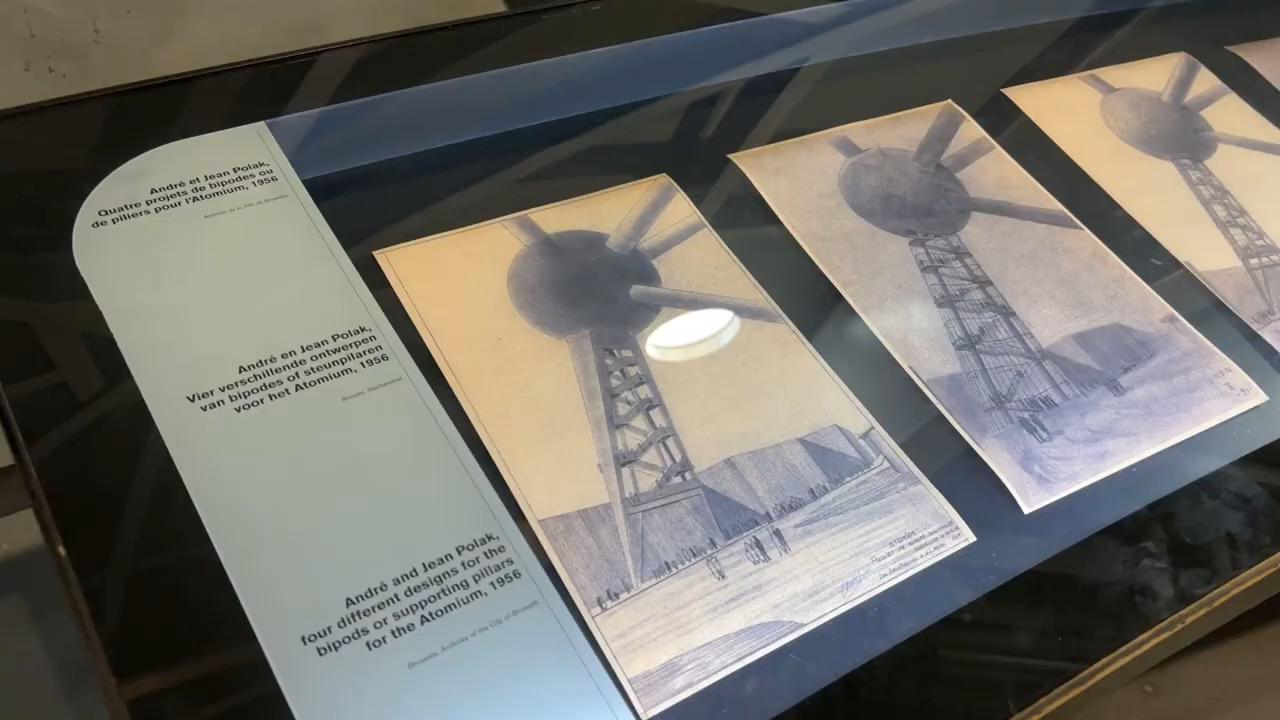 André et Jean Polak,
Quatre projets de bipodes ou
de piliers pour l'Atomium, 1956
Archives de la Ville de Bruxelles
André en Jean Polak,
Vier verschillende ontwerpen
van bipodes of steunpilaren
voor het Atomium, 1956
Brussel, Stadsarchief
André and Jean Polak,
four different designs for the
bipods or supporting pillars
for the Atomium, 1956
Brussels, Archives of the City of Brussels
ATOMIUM